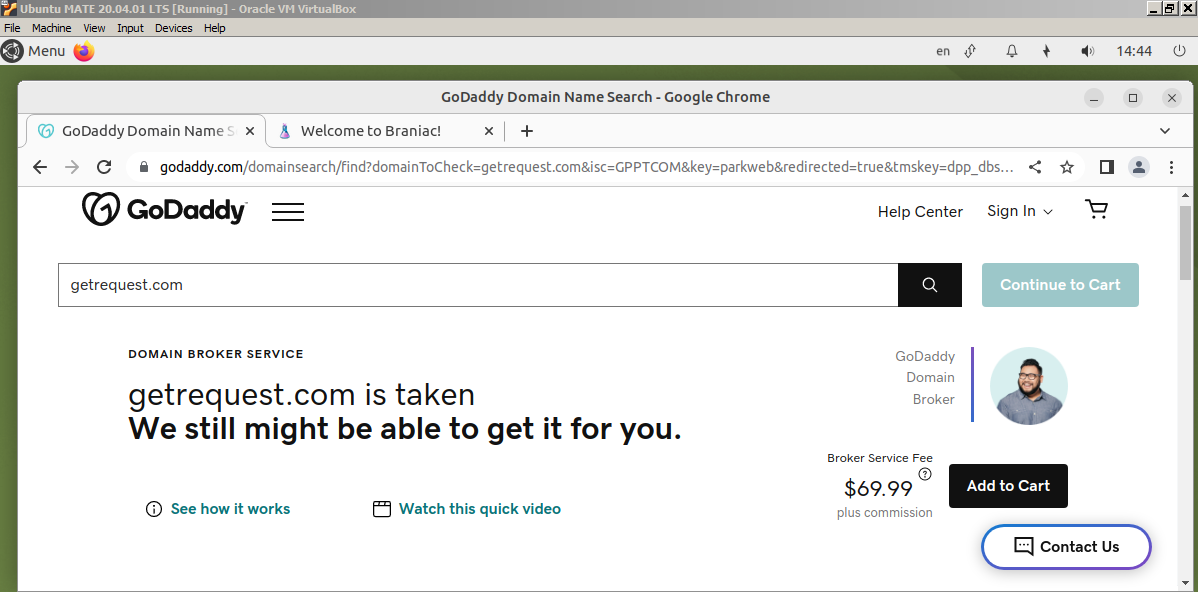 Ubuntu MATE 20.04.01 LTS [Running] - Oracle VM VirtualBox
File Machine View Input Devices Help
Menu en 14:44
GoDaddy Domain Name Search - Google Chrome
GoDaddy Domain Name S Welcome to Braniac!
godaddy.com/domainsearch/find?domainToCheck=getrequest.com&isc=GPPTCOM&key=parkweb&redirected=true&tmskey=dpp_dbs...
GoDaddy Help Center Sign In
getrequest.com Continue to Cart
DOMAIN BROKER SERVICE
GoDaddy
Domain
Broker
getrequest.com is taken
We still might be able to get it for you.
Broker Service Fee
$69.99 Add to Cart
plus commission
See how it works Watch this quick video
Contact Us